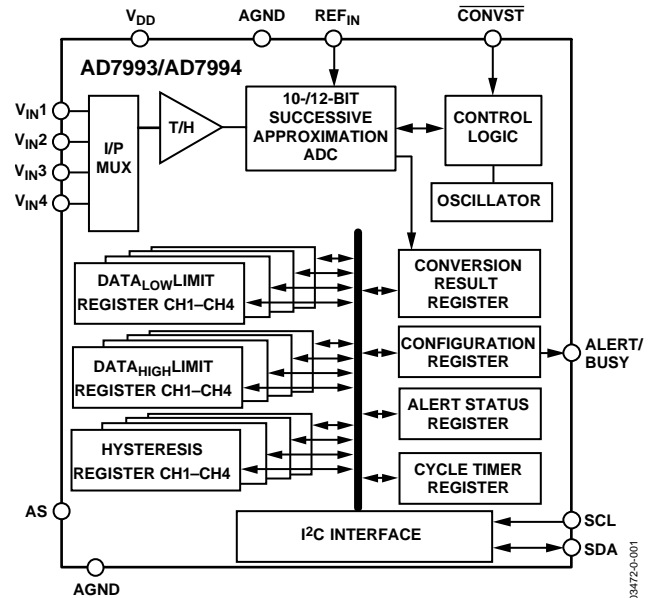 VDD
AGND
REFIN
CONVST
AD7993/AD7994
VIN1
VIN2
VIN3
VIN4
I/P
MUX
T/H
10-/12-BIT
SUCCESSIVE
APPROXIMATION
ADC
CONTROL
LOGIC
OSCILLATOR
DATALOWLIMIT
REGISTER CH1–CH4
CONVERSION
RESULT
REGISTER
DATAHIGHLIMIT
REGISTER CH1–CH4
CONFIGURATION
REGISTER
ALERT/
BUSY
ALERT STATUS
REGISTER
HYSTERESIS
REGISTER CH1–CH4
CYCLE TIMER
REGISTER
AS
I2C INTERFACE
SCL
SDA
AGND
03472-0-001